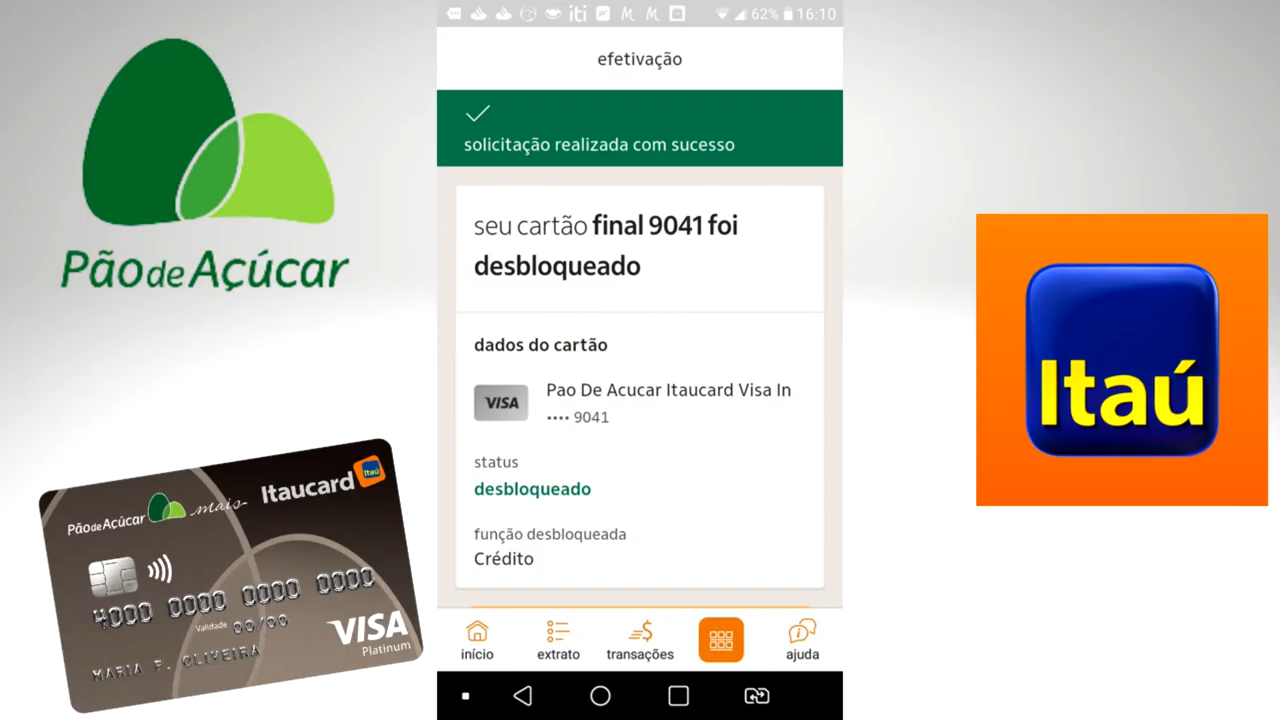 Pão de Açúcar
Pão de Açúcar mais
Itaucard Itaú
4000 0000 0000 0000
Validade 00/00
MARIA P. OLIVEIRA
VISA
Platinum
iti
62% 16:10
efetivação
solicitação realizada com sucesso
seu cartão final 9041 foi
desbloqueado
dados do cartão
VISA
Pao De Acucar Itaucard Visa In
•••• 9041
status
desbloqueado
função desbloqueada
Crédito
início
extrato
transações
ajuda
Itaú